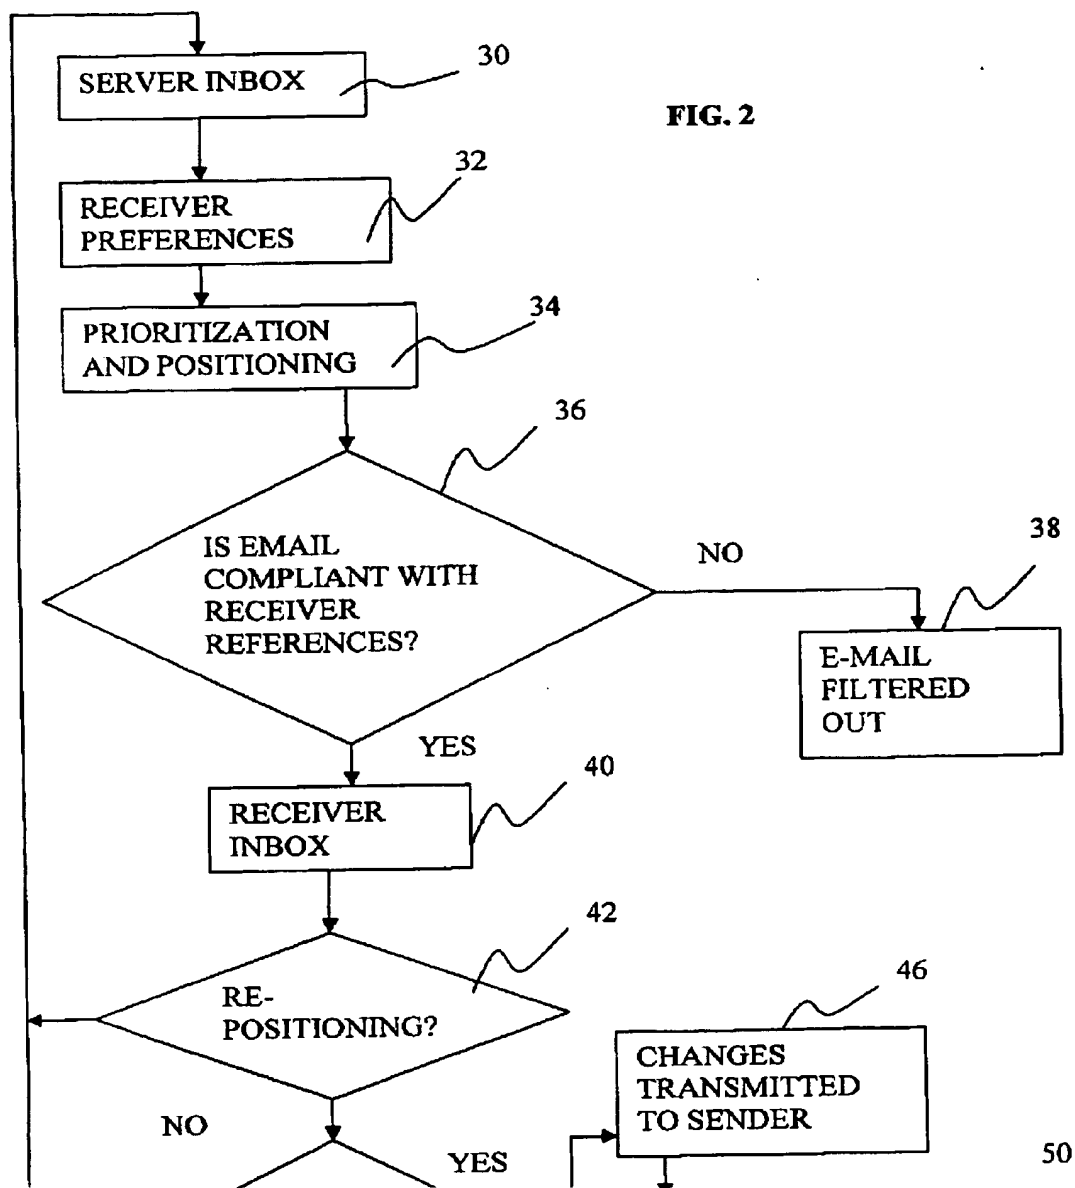 30
SERVER INBOX
FIG. 2
32
RECEIVER
PREFERENCES
34
PRIORITIZATION
AND POSITIONING
36
IS EMAIL
COMPLIANT WITH
RECEIVER
REFERENCES?
NO
38
E-MAIL
FILTERED
OUT
YES
40
RECEIVER
INBOX
42
RE-
POSITIONING?
46
CHANGES
TRANSMITTED
TO SENDER
NO
YES
50